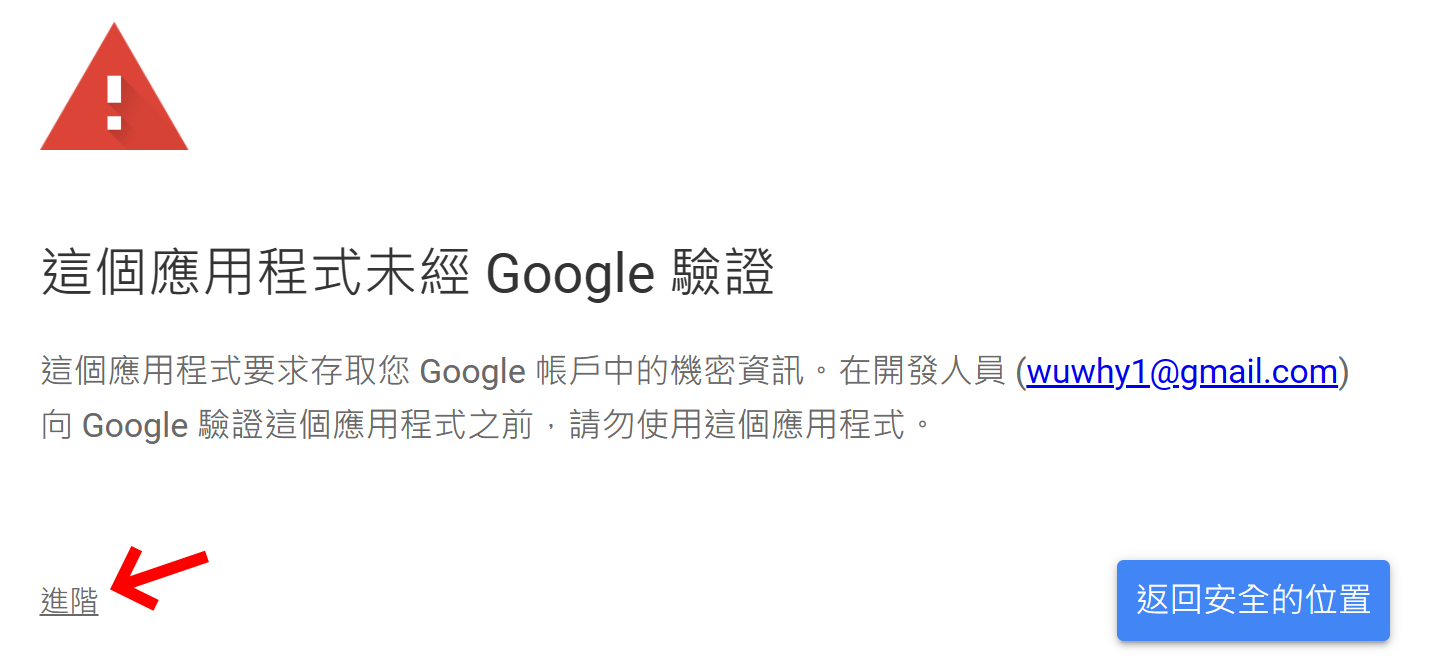 這個應用程式未經 Google 驗證
這個應用程式要求存取您 Google 帳戶中的機密資訊。在開發人員 (wuwhy1@gmail.com)
向 Google 驗證這個應用程式之前，請勿使用這個應用程式。
進階
返回安全的位置